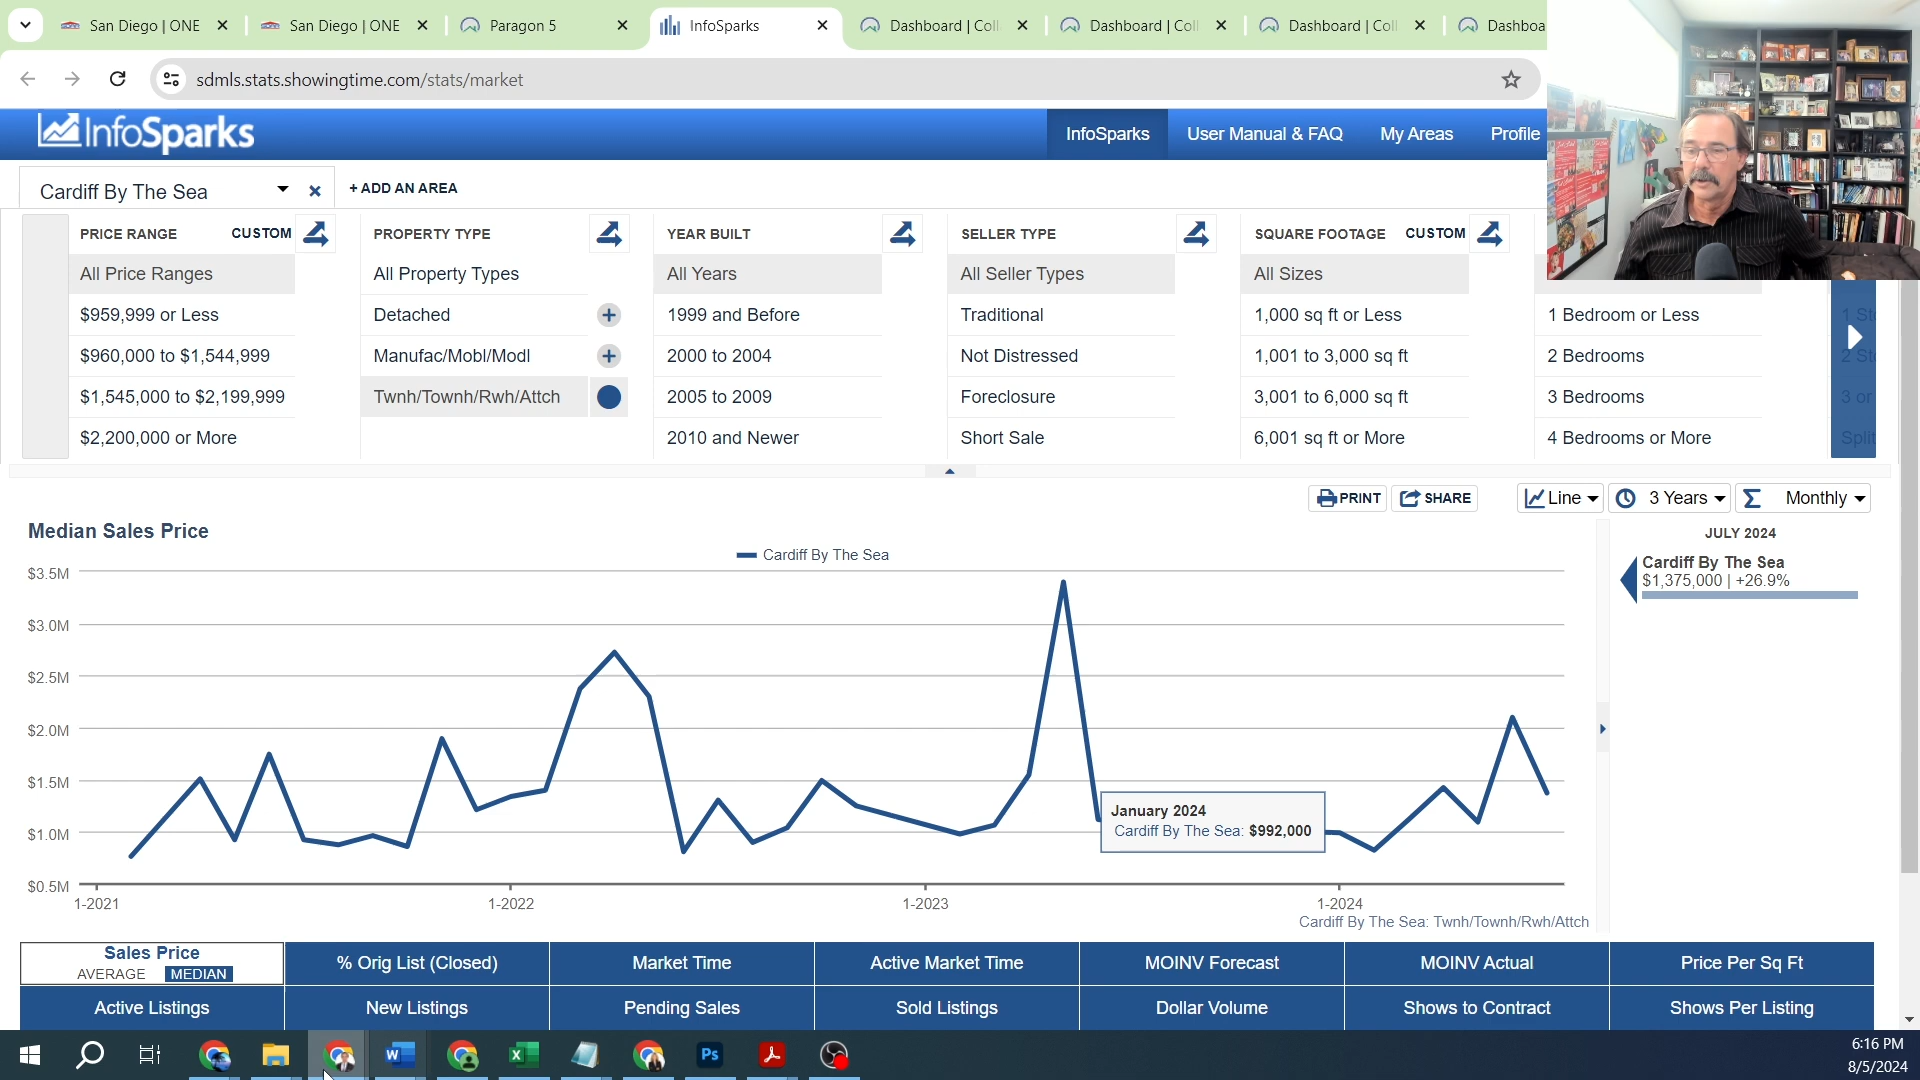 San Diego | ONE
San Diego | ONE
Paragon 5
InfoSparks
Dashboard | Coll
Dashboard | Coll
Dashboard | Coll
Dashboa
sdmls.stats.showingtime.com/stats/market
InfoSparks
InfoSparks
User Manual & FAQ
My Areas
Profile
Cardiff By The Sea
+ ADD AN AREA
PRICE RANGE
CUSTOM
All Price Ranges
$959,999 or Less
$960,000 to $1,544,999
$1,545,000 to $2,199,999
$2,200,000 or More
PROPERTY TYPE
All Property Types
Detached
Manufac/Mobl/Modl
Twnh/Townh/Rwh/Attch
YEAR BUILT
All Years
1999 and Before
2000 to 2004
2005 to 2009
2010 and Newer
SELLER TYPE
All Seller Types
Traditional
Not Distressed
Foreclosure
Short Sale
SQUARE FOOTAGE
CUSTOM
All Sizes
1,000 sq ft or Less
1,001 to 3,000 sq ft
3,001 to 6,000 sq ft
6,001 sq ft or More
1 Bedroom or Less
2 Bedrooms
3 Bedrooms
4 Bedrooms or More
1 St
2 St
3 or
Split
PRINT
SHARE
Line
3 Years
Monthly
Median Sales Price
Cardiff By The Sea
JULY 2024
Cardiff By The Sea
$1,375,000 | +26.9%
$3.5M
$3.0M
$2.5M
$2.0M
$1.5M
$1.0M
$0.5M
January 2024
Cardiff By The Sea: $992,000
1-2021
1-2022
1-2023
1-2024
Cardiff By The Sea: Twnh/Townh/Rwh/Attch
Sales Price
AVERAGE
MEDIAN
% Orig List (Closed)
Market Time
Active Market Time
MOINV Forecast
MOINV Actual
Price Per Sq Ft
Active Listings
New Listings
Pending Sales
Sold Listings
Dollar Volume
Shows to Contract
Shows Per Listing
6:16 PM
8/5/2024